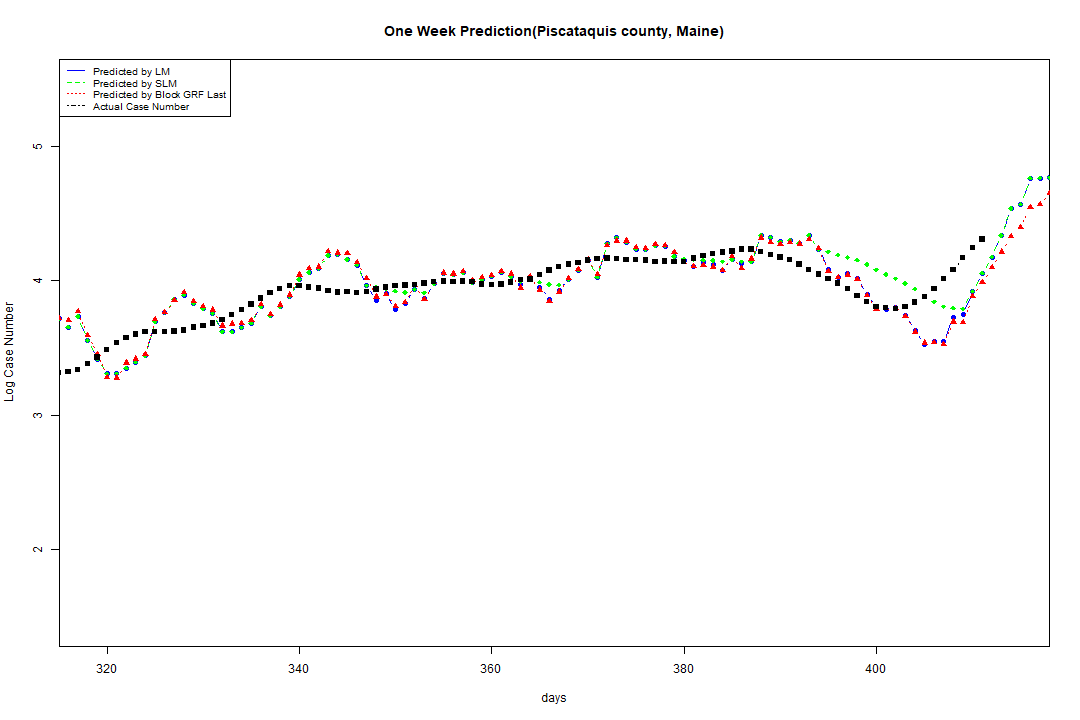 One Week Prediction(Piscataquis county, Maine)
Predicted by LM
Predicted by SLM
Predicted by Block GRF Last
Actual Case Number
5
4
3
2
Log Case Number
320 340 360 380 400
days